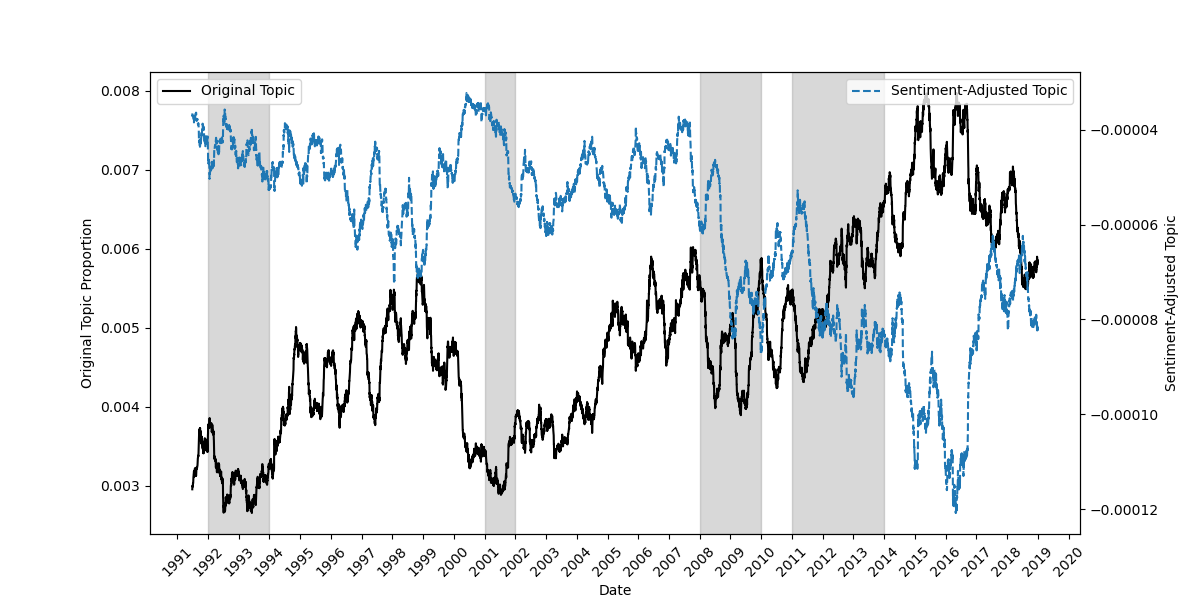 Original Topic
Sentiment-Adjusted Topic
0.008
0.007
0.006
0.005
0.004
0.003
Original Topic Proportion
−0.00004
−0.00006
−0.00008
−0.00010
−0.00012
Sentiment-Adjusted Topic
1991 1992 1993 1994 1995 1996 1997 1998 1999 2000 2001 2002 2003 2004 2005 2006 2007 2008 2009 2010 2011 2012 2013 2014 2015 2016 2017 2018 2019 2020
Date